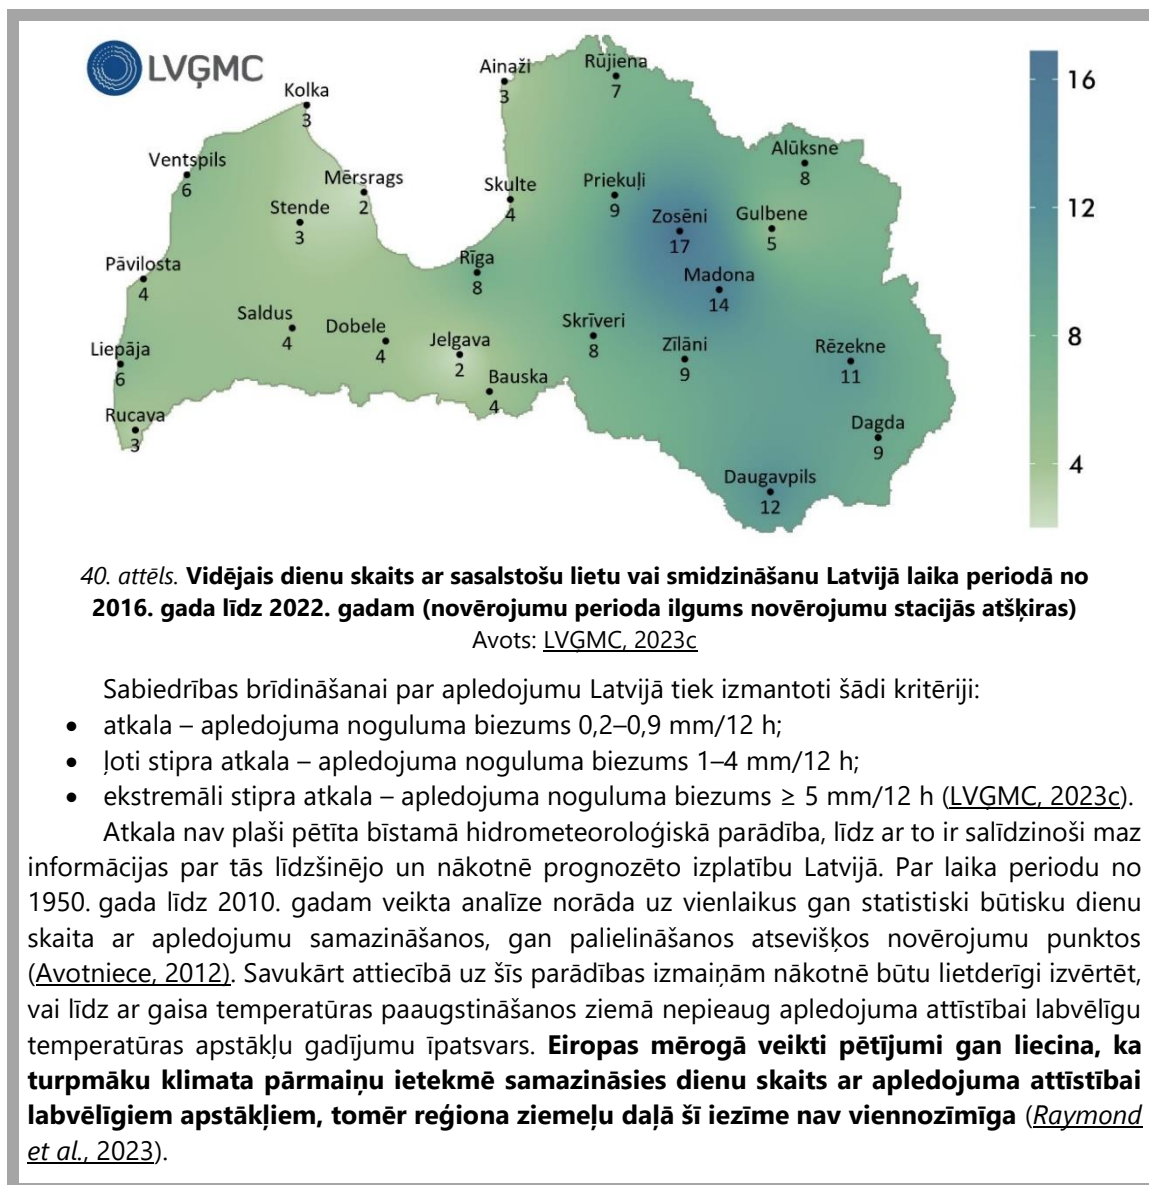 LVĢMC
Ainaži
3
Rūjiena
7
16
Kolka
3
Alūksne
8
Ventspils
6
Mērsrags
2
Skulte
4
Priekuļi
9
Stende
3
Zosēni
17
Gulbene
5
12
Pāvilosta
4
Rīga
8
Madona
14
Saldus
4
Dobele
4
Jelgava
2
Skrīveri
8
Zīlāni
9
Rēzekne
11
8
Liepāja
6
Bauska
4
Rucava
3
Dagda
9
4
Daugavpils
12
40. attēls. Vidējais dienu skaits ar sasalstošu lietu vai smidzināšanu Latvijā laika periodā no
2016. gada līdz 2022. gadam (novērojumu perioda ilgums novērojumu stacijās atšķiras)
Avots: LVĢMC, 2023c
Sabiedrības brīdināšanai par apledojumu Latvijā tiek izmantoti šādi kritēriji:
• atkala – apledojuma noguluma biezums 0,2–0,9 mm/12 h;
• ļoti stipra atkala – apledojuma noguluma biezums 1–4 mm/12 h;
• ekstremāli stipra atkala – apledojuma noguluma biezums ≥ 5 mm/12 h (LVĢMC, 2023c).
Atkala nav plaši pētīta bīstamā hidrometeoroloģiskā parādība, līdz ar to ir salīdzinoši maz
informācijas par tās līdzšinējo un nākotnē prognozēto izplatību Latvijā. Par laika periodu no
1950. gada līdz 2010. gadam veikta analīze norāda uz vienlaikus gan statistiski būtisku dienu
skaita ar apledojumu samazināšanos, gan palielināšanos atsevišķos novērojumu punktos
(Avotniece, 2012). Savukārt attiecībā uz šīs parādības izmaiņām nākotnē būtu lietderīgi izvērtēt,
vai līdz ar gaisa temperatūras paaugstināšanos ziemā nepieaug apledojuma attīstībai labvēlīgu
temperatūras apstākļu gadījumu īpatsvars. Eiropas mērogā veikti pētījumi gan liecina, ka
turpmāku klimata pārmaiņu ietekmē samazināsies dienu skaits ar apledojuma attīstībai
labvēlīgiem apstākļiem, tomēr reģiona ziemeļu daļā šī iezīme nav viennozīmīga (Raymond
et al., 2023).